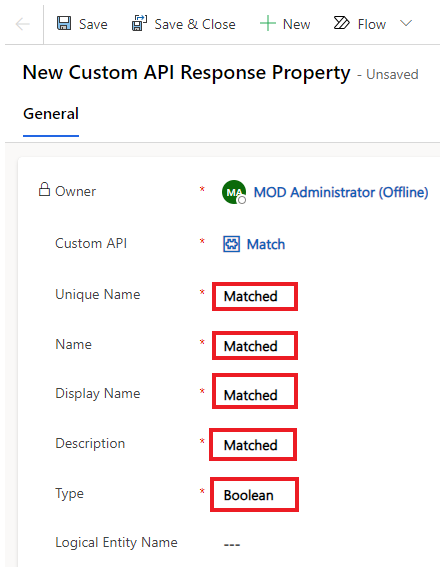 Save Save & Close New Flow
New Custom API Response Property - Unsaved
General
Owner * MA MOD Administrator (Offline)
Custom API * Match
Unique Name * Matched
Name * Matched
Display Name * Matched
Description * Matched
Type * Boolean
Logical Entity Name ---